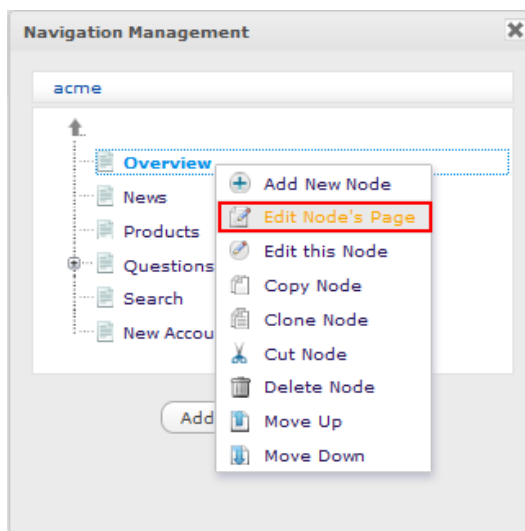 Navigation Management
acme
Overview
News
Products
Questions
Search
New Accou
Add New Node
Edit Node's Page
Edit this Node
Copy Node
Clone Node
Cut Node
Delete Node
Move Up
Move Down
Add